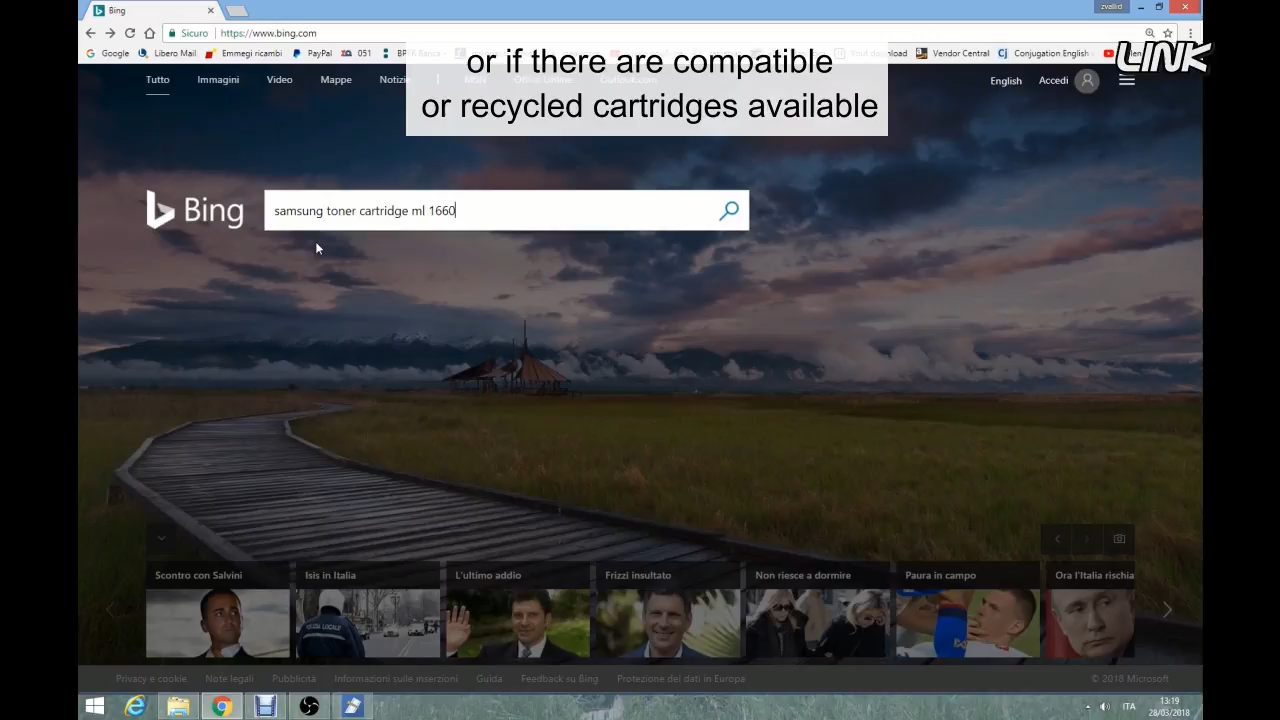 Bing
zvallid
Sicuro https://www.bing.com
Google Libero Mail Emmegi ricambi PayPal 051 Vendor Central Conjugation English
or if there are compatible
or recycled cartridges available
LINK
Tutto Immagini Video Mappe Notizie
English Accedi
Bing
samsung toner cartridge ml 1660
Scontro con Salvini Isis in Italia L'ultimo addio Frizzi insultato Non riesce a dormire Paura in campo Ora l'Italia rischia
Privacy e cookie Note legali Pubblicità Informazioni sulle inserzioni Guida Feedback su Bing Protezione dei dati in Europa © 2018 Microsoft
ITA 13:19
28/03/2018